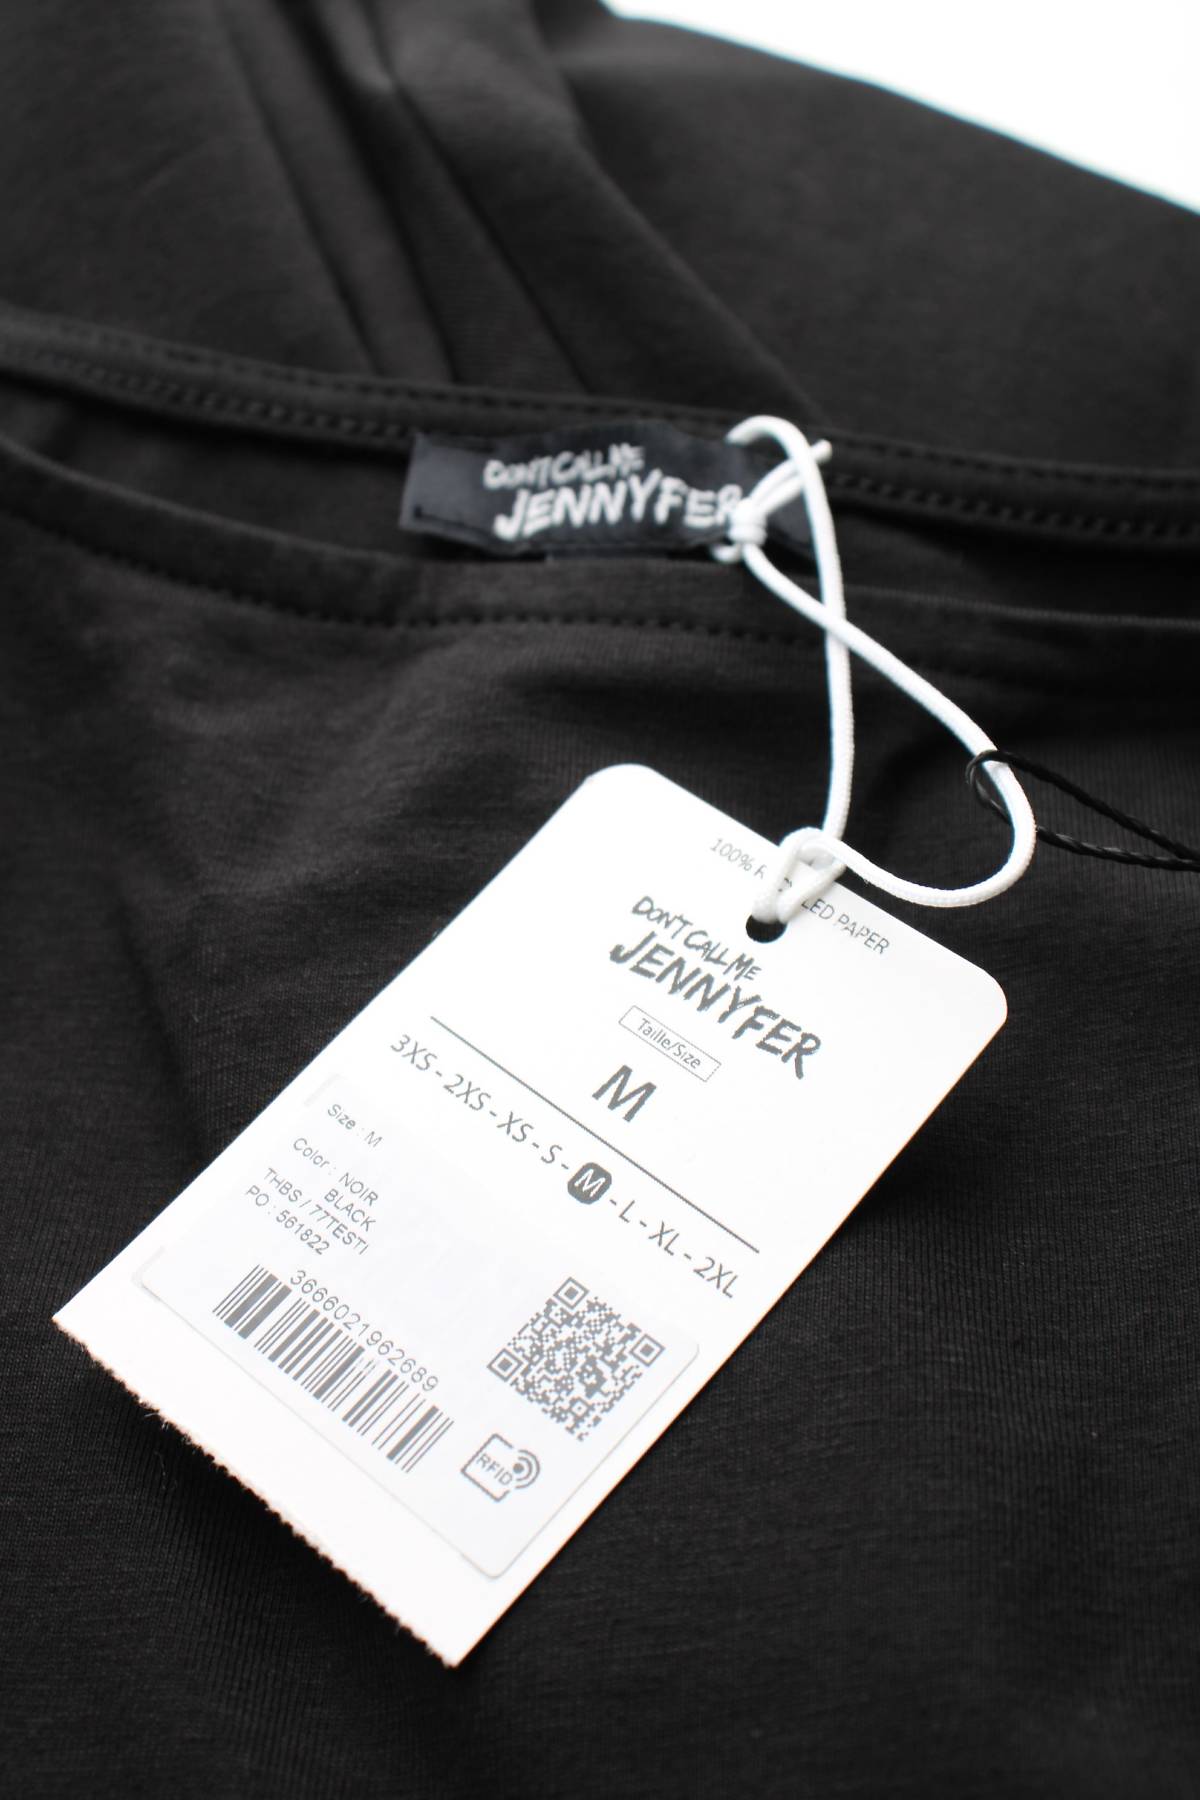 DON'T CALL ME
JENNYFER
100% R LED PAPER
DON'T CALL ME
JENNYFER
Taille/Size
M
3XS - 2XS - XS - S - M - L - XL - 2XL
Size : M
Color : NOIR
BLACK
THBS / 77TESTI
PO : 561822
3666021962689
RFID